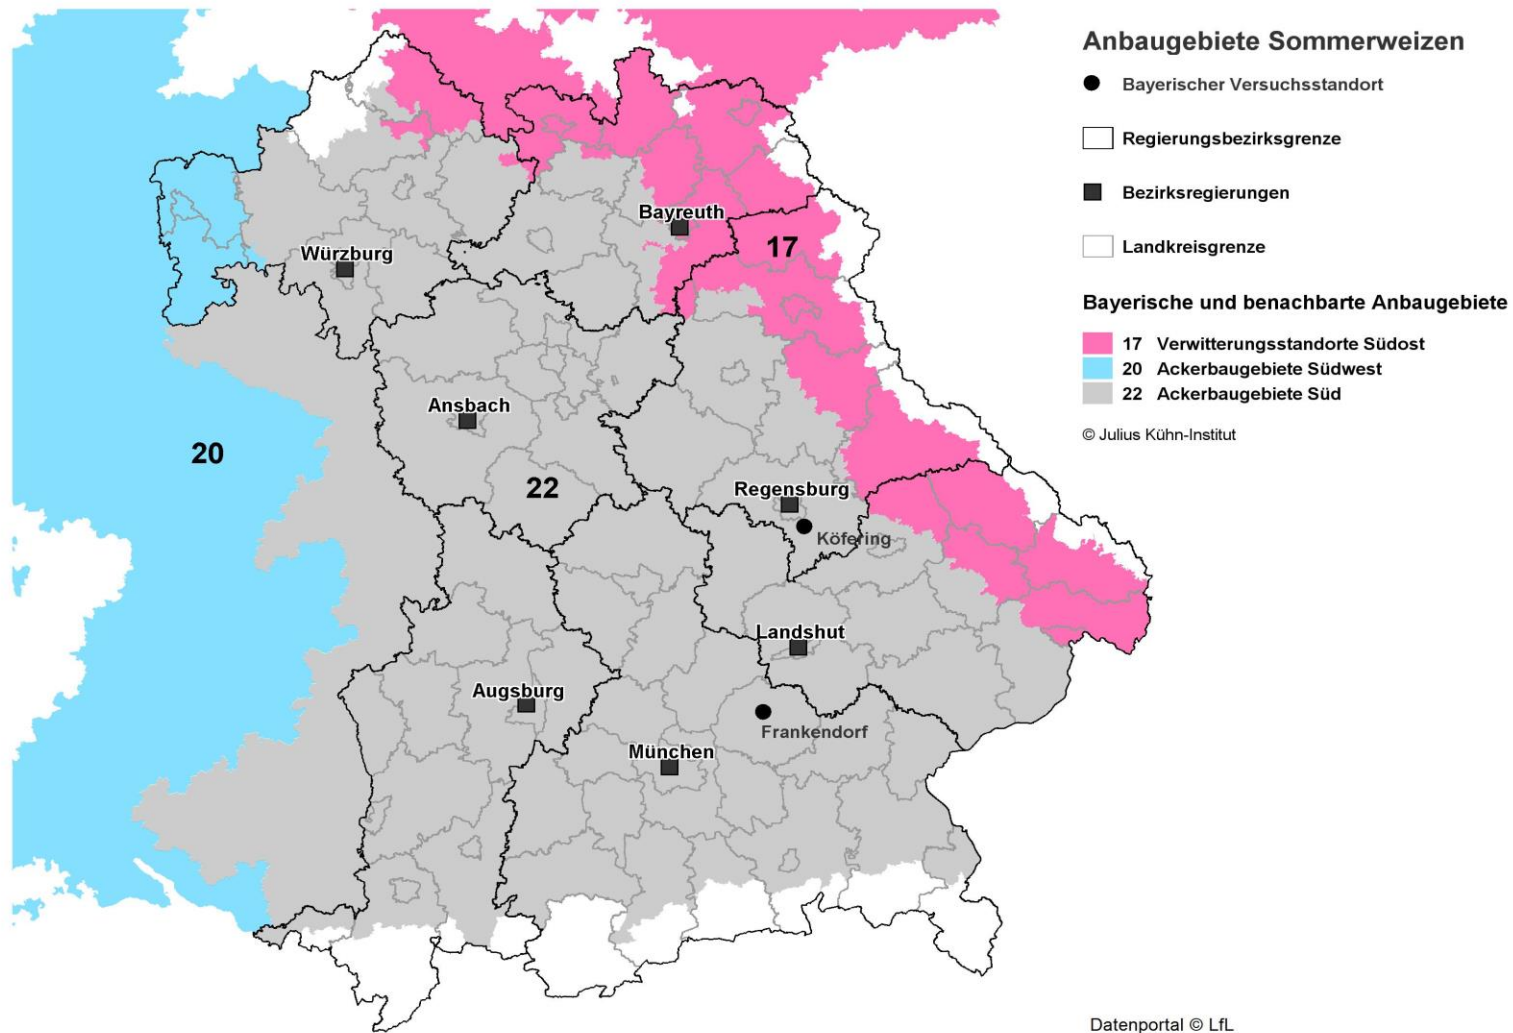 Anbaugebiete Sommerweizen
Bayerischer Versuchsstandort
Regierungsbezirksgrenze
Bezirksregierungen
Landkreisgrenze
Bayerische und benachbarte Anbaugebiete
17 Verwitterungsstandorte Südost
20 Ackerbaugebiete Südwest
22 Ackerbaugebiete Süd
© Julius Kühn-Institut
Bayreuth
17
Würzburg
Ansbach
20
22
Regensburg
Köfering
Landshut
Augsburg
Frankendorf
München
Datenportal © LfL